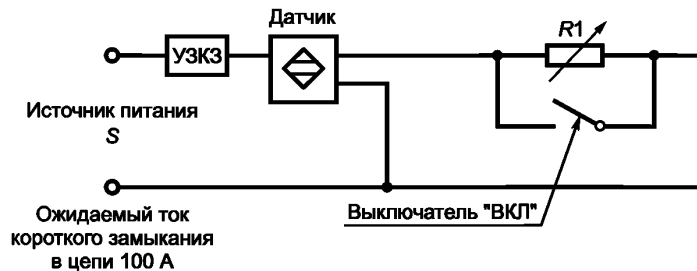 Датчик
R1
УЗКЗ
Источник питания
S
Выключатель "ВКЛ"
Ожидаемый ток
короткого замыкания
в цепи 100 А